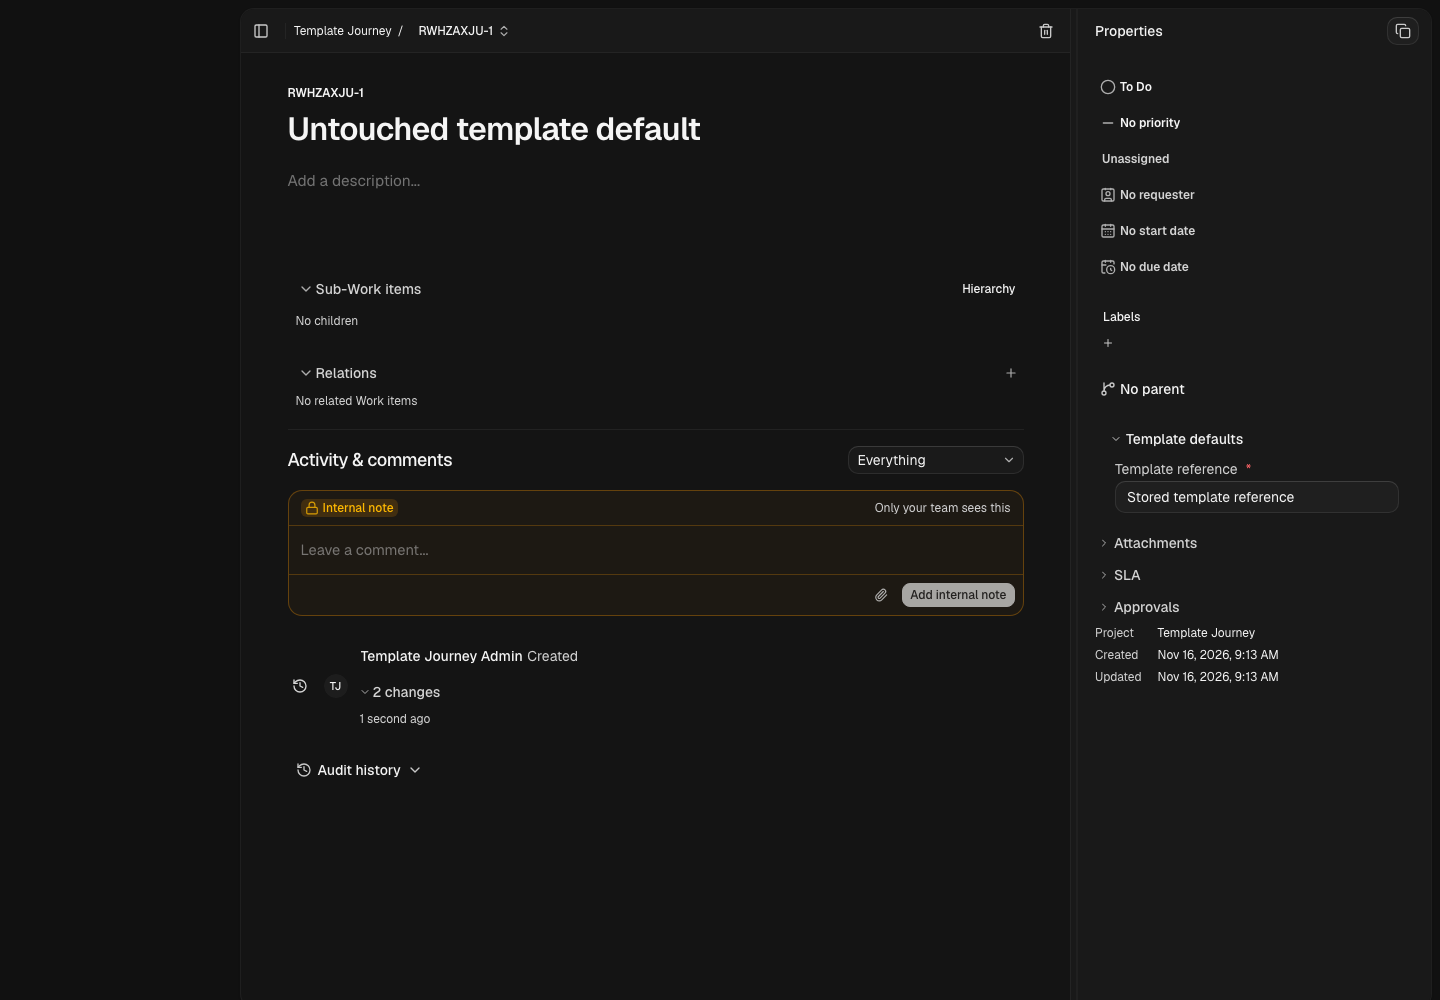 Template Journey / RWHZAXJU-1
RWHZAXJU-1
Untouched template default
Add a description...
Sub-Work items
Hierarchy
No children
Relations
No related Work items
Activity & comments
Everything
Internal note
Only your team sees this
Leave a comment...
Add internal note
Template Journey Admin Created
TJ
2 changes
1 second ago
Audit history
Properties
To Do
No priority
Unassigned
No requester
No start date
No due date
Labels
No parent
Template defaults
Template reference *
Stored template reference
Attachments
SLA
Approvals
Project Template Journey
Created Nov 16, 2026, 9:13 AM
Updated Nov 16, 2026, 9:13 AM